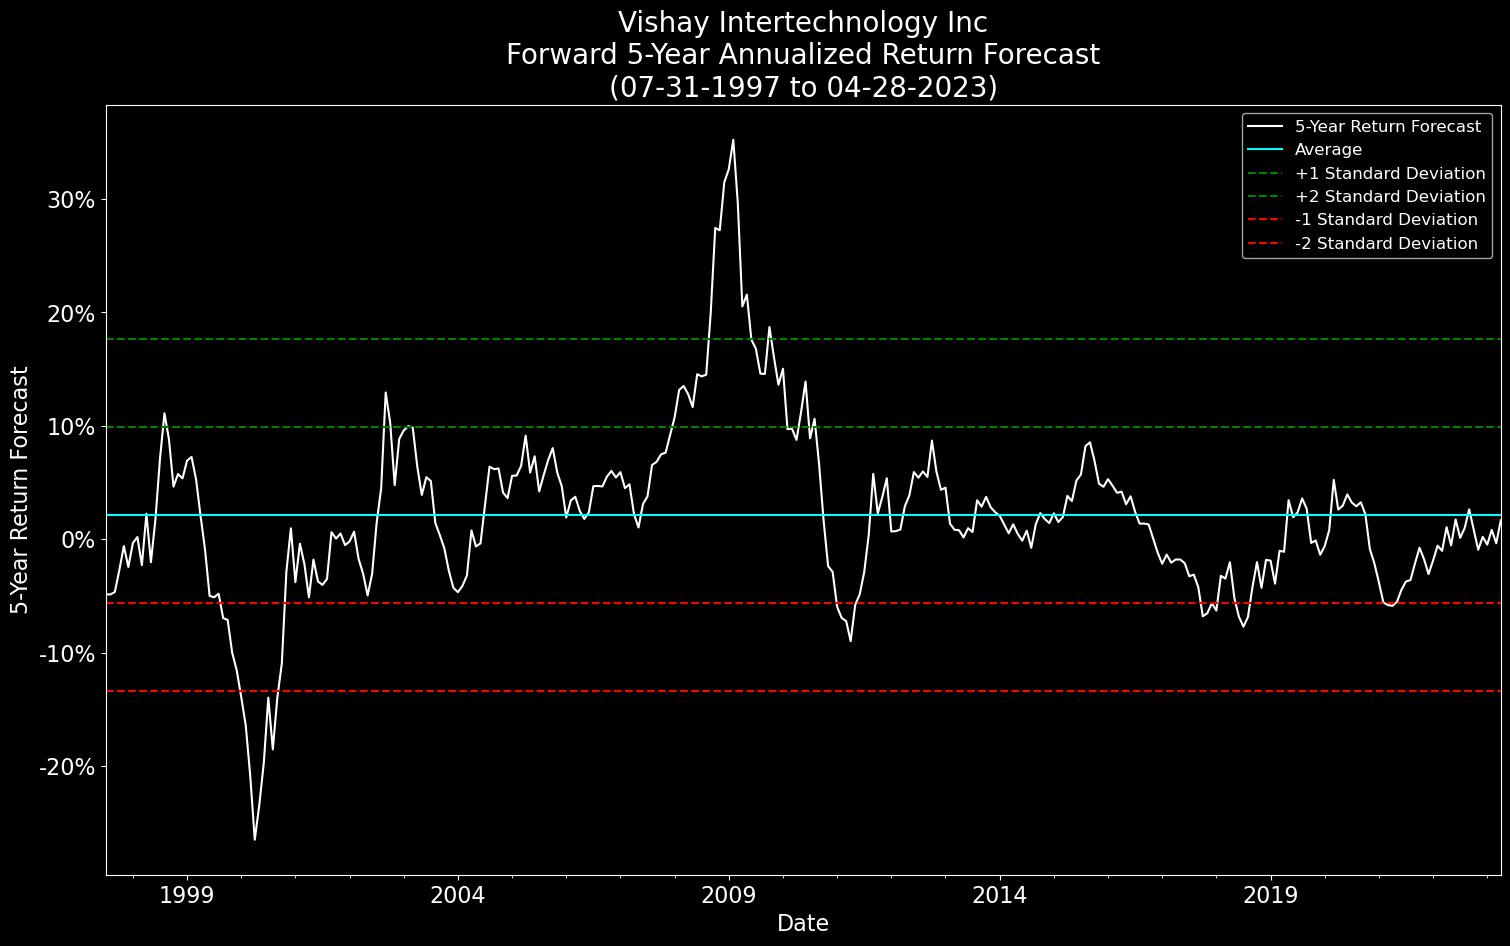 Vishay Intertechnology Inc
Forward 5-Year Annualized Return Forecast
(07-31-1997 to 04-28-2023)
5-Year Return Forecast
Average
+1 Standard Deviation
+2 Standard Deviation
-1 Standard Deviation
-2 Standard Deviation
30%
20%
10%
0%
-10%
-20%
5-Year Return Forecast
1999
2004
2009
2014
2019
Date